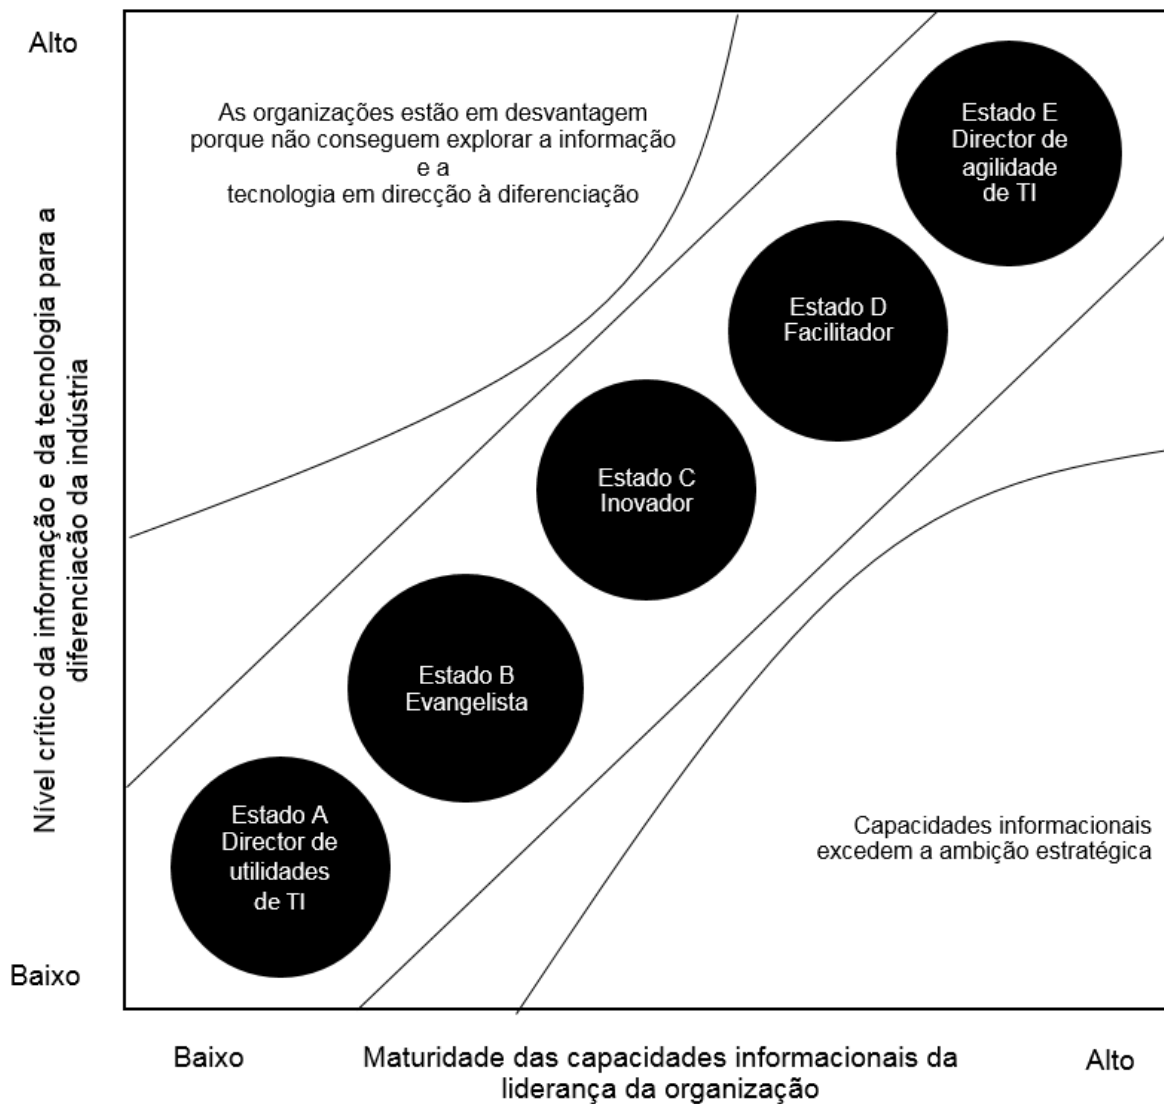 Alto
As organizações estão em desvantagem
porque não conseguem explorar a informação
e a
tecnologia em direcção à diferenciação
Estado E
Director de
agilidade
de TI
Estado D
Facilitador
Nível crítico da informação e da tecnologia para a
diferenciação da indústria
Estado C
Inovador
Estado B
Evangelista
Estado A
Director de
utilidades
de TI
Capacidades informacionais
excedem a ambição estratégica
Baixo
Baixo
Maturidade das capacidades informacionais da
liderança da organização
Alto